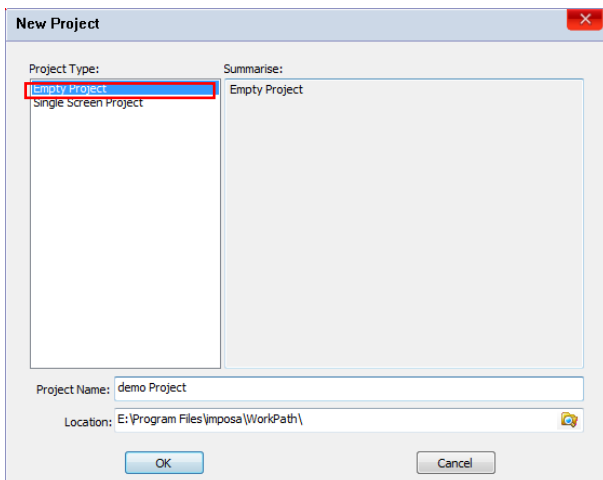 New Project
Project Type:
Summarise:
Empty Project
Single Screen Project
Empty Project
Project Name: demo Project
Location: E:\Program Files\imposa\WorkPath\
OK
Cancel